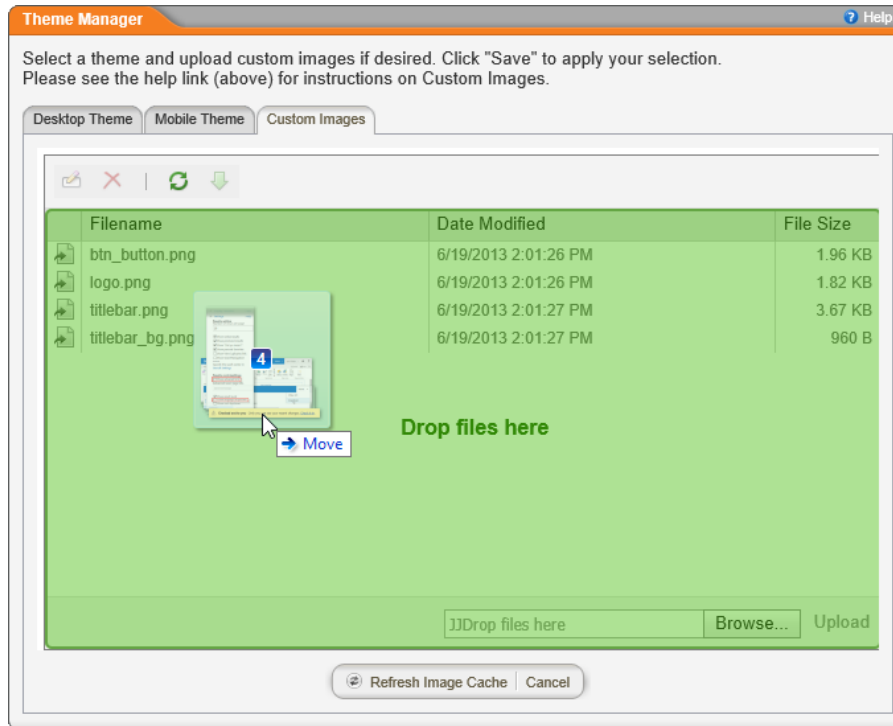 Theme Manager
Help
Select a theme and upload custom images if desired. Click "Save" to apply your selection.
Please see the help link (above) for instructions on Custom Images.
Desktop Theme Mobile Theme Custom Images
Filename Date Modified File Size
btn_button.png 6/19/2013 2:01:26 PM 1.96 KB
logo.png 6/19/2013 2:01:26 PM 1.82 KB
titlebar.png 6/19/2013 2:01:27 PM 3.67 KB
titlebar_bg.png 6/19/2013 2:01:27 PM 960 B
4
Drop files here
Move
JJDrop files here Browse... Upload
Refresh Image Cache Cancel